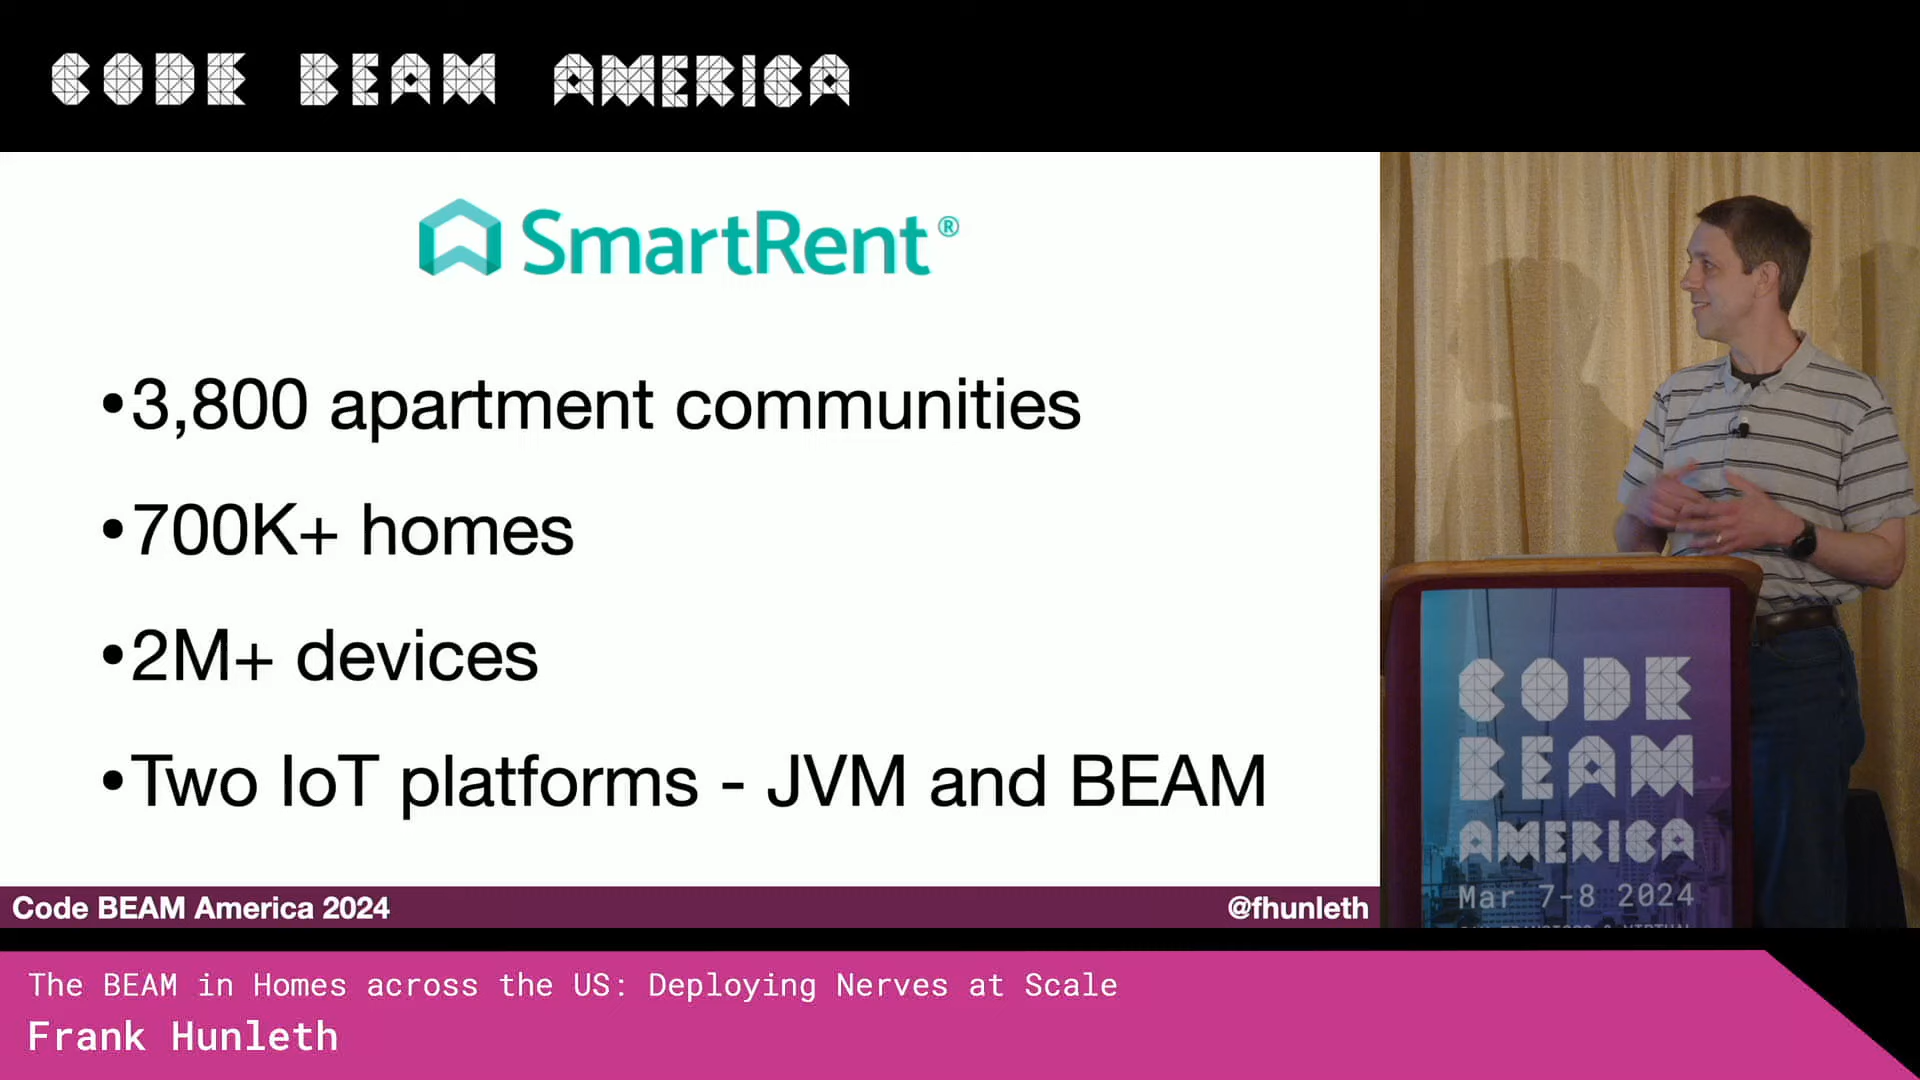 CODE BEAM AMERICA
SmartRent®
•3,800 apartment communities
•700K+ homes
•2M+ devices
•Two IoT platforms - JVM and BEAM
Code BEAM America 2024
@fhunleth
CODE
BEAM
AMERICA
Mar 7-8 2024
The BEAM in Homes across the US: Deploying Nerves at Scale
Frank Hunleth